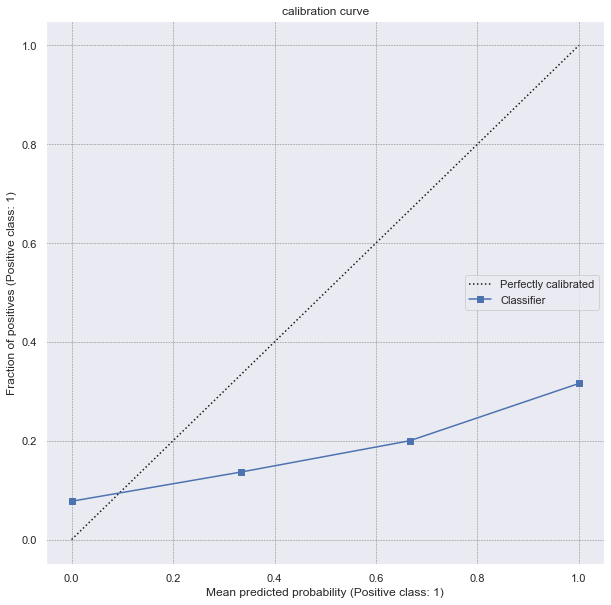 calibration curve
Fraction of positives (Positive class: 1)
1.0
0.8
0.6
0.4
0.2
0.0
Perfectly calibrated
Classifier
0.0 0.2 0.4 0.6 0.8 1.0
Mean predicted probability (Positive class: 1)